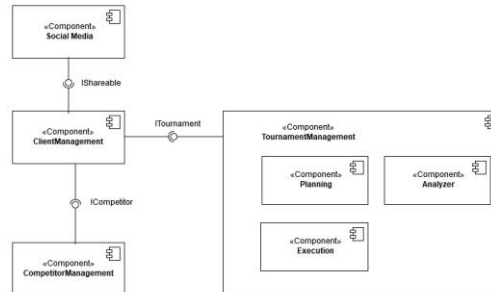 «Component»
Social Media
IShareable
«Component»
ClientManagement
ITournament
«Component»
TournamentManagement
«Component»
Planning
«Component»
Analyzer
«Component»
Execution
ICompetitor
«Component»
CompetitorManagement